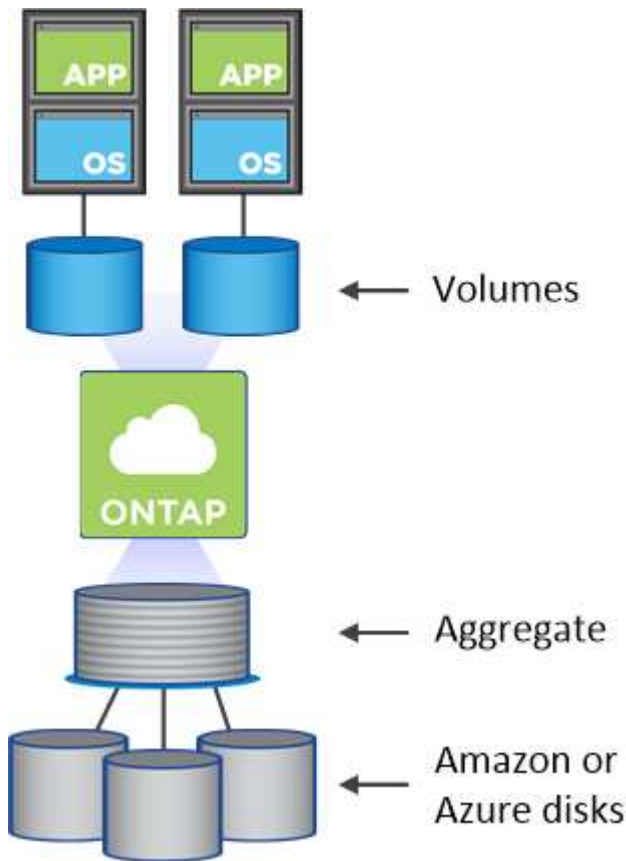 APP
APP
OS
OS
Volumes
ONTAP
Aggregate
Amazon or
Azure disks